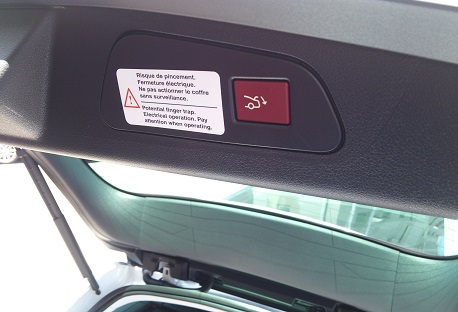 Risque de pincement.
Fermeture électrique.
Ne pas actionner le coffre
sans surveillance.
Potential finger trap.
Electrical operation. Pay
attention when operating.